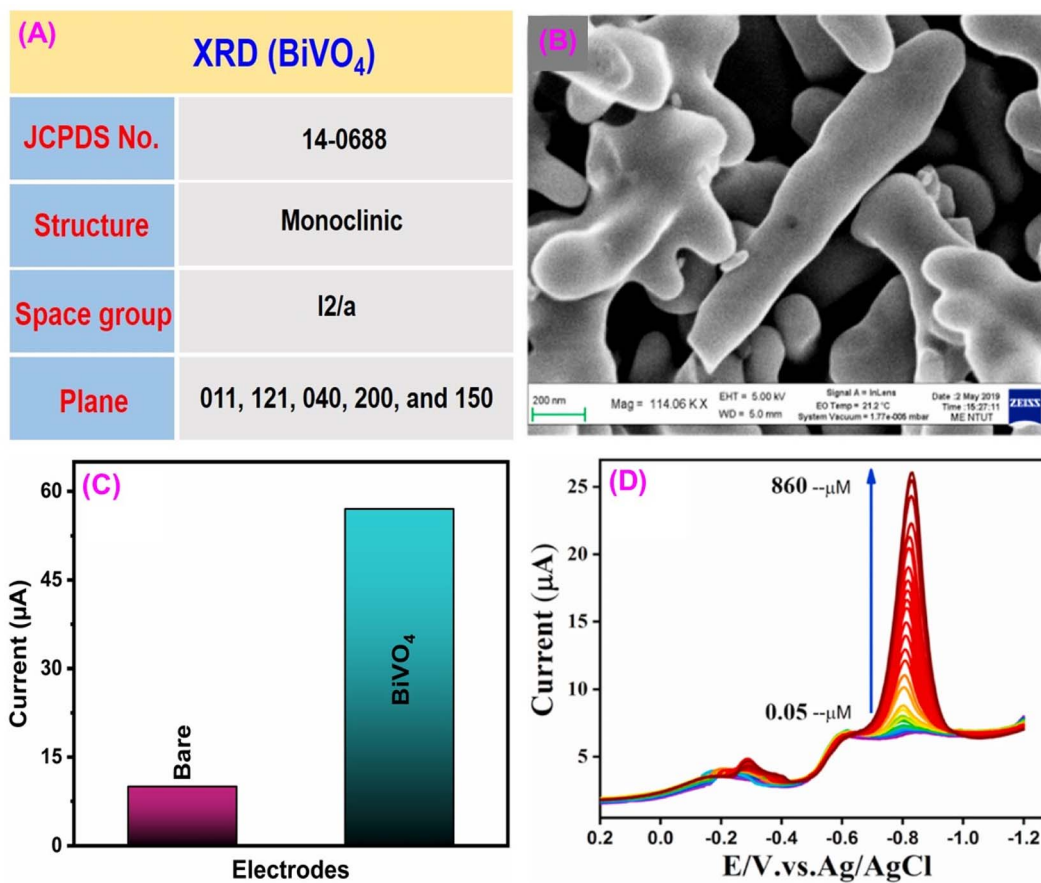 (A)
XRD (BiVO₄)
JCPDS No.
14-0688
Structure
Monoclinic
Space group
I2/a
Plane
011, 121, 040, 200, and 150
(B)
200 nm
Mag = 114.06 K X
EHT = 5.00 kV
WD = 5.0 mm
Signal A = InLens
EO Temp = 21.2 °C
System Vacuum = 1.77e-005 mbar
Date :2 May 2019
Time :15:27:11
ME NTUT
ZEISS
(C)
Current (µA)
60
45
30
15
0
Bare
BiVO₄
Electrodes
(D)
Current (µA)
25
20
15
10
5
860 --µM
0.05 --µM
0.2 0.0 -0.2 -0.4 -0.6 -0.8 -1.0 -1.2
E/V.vs.Ag/AgCl